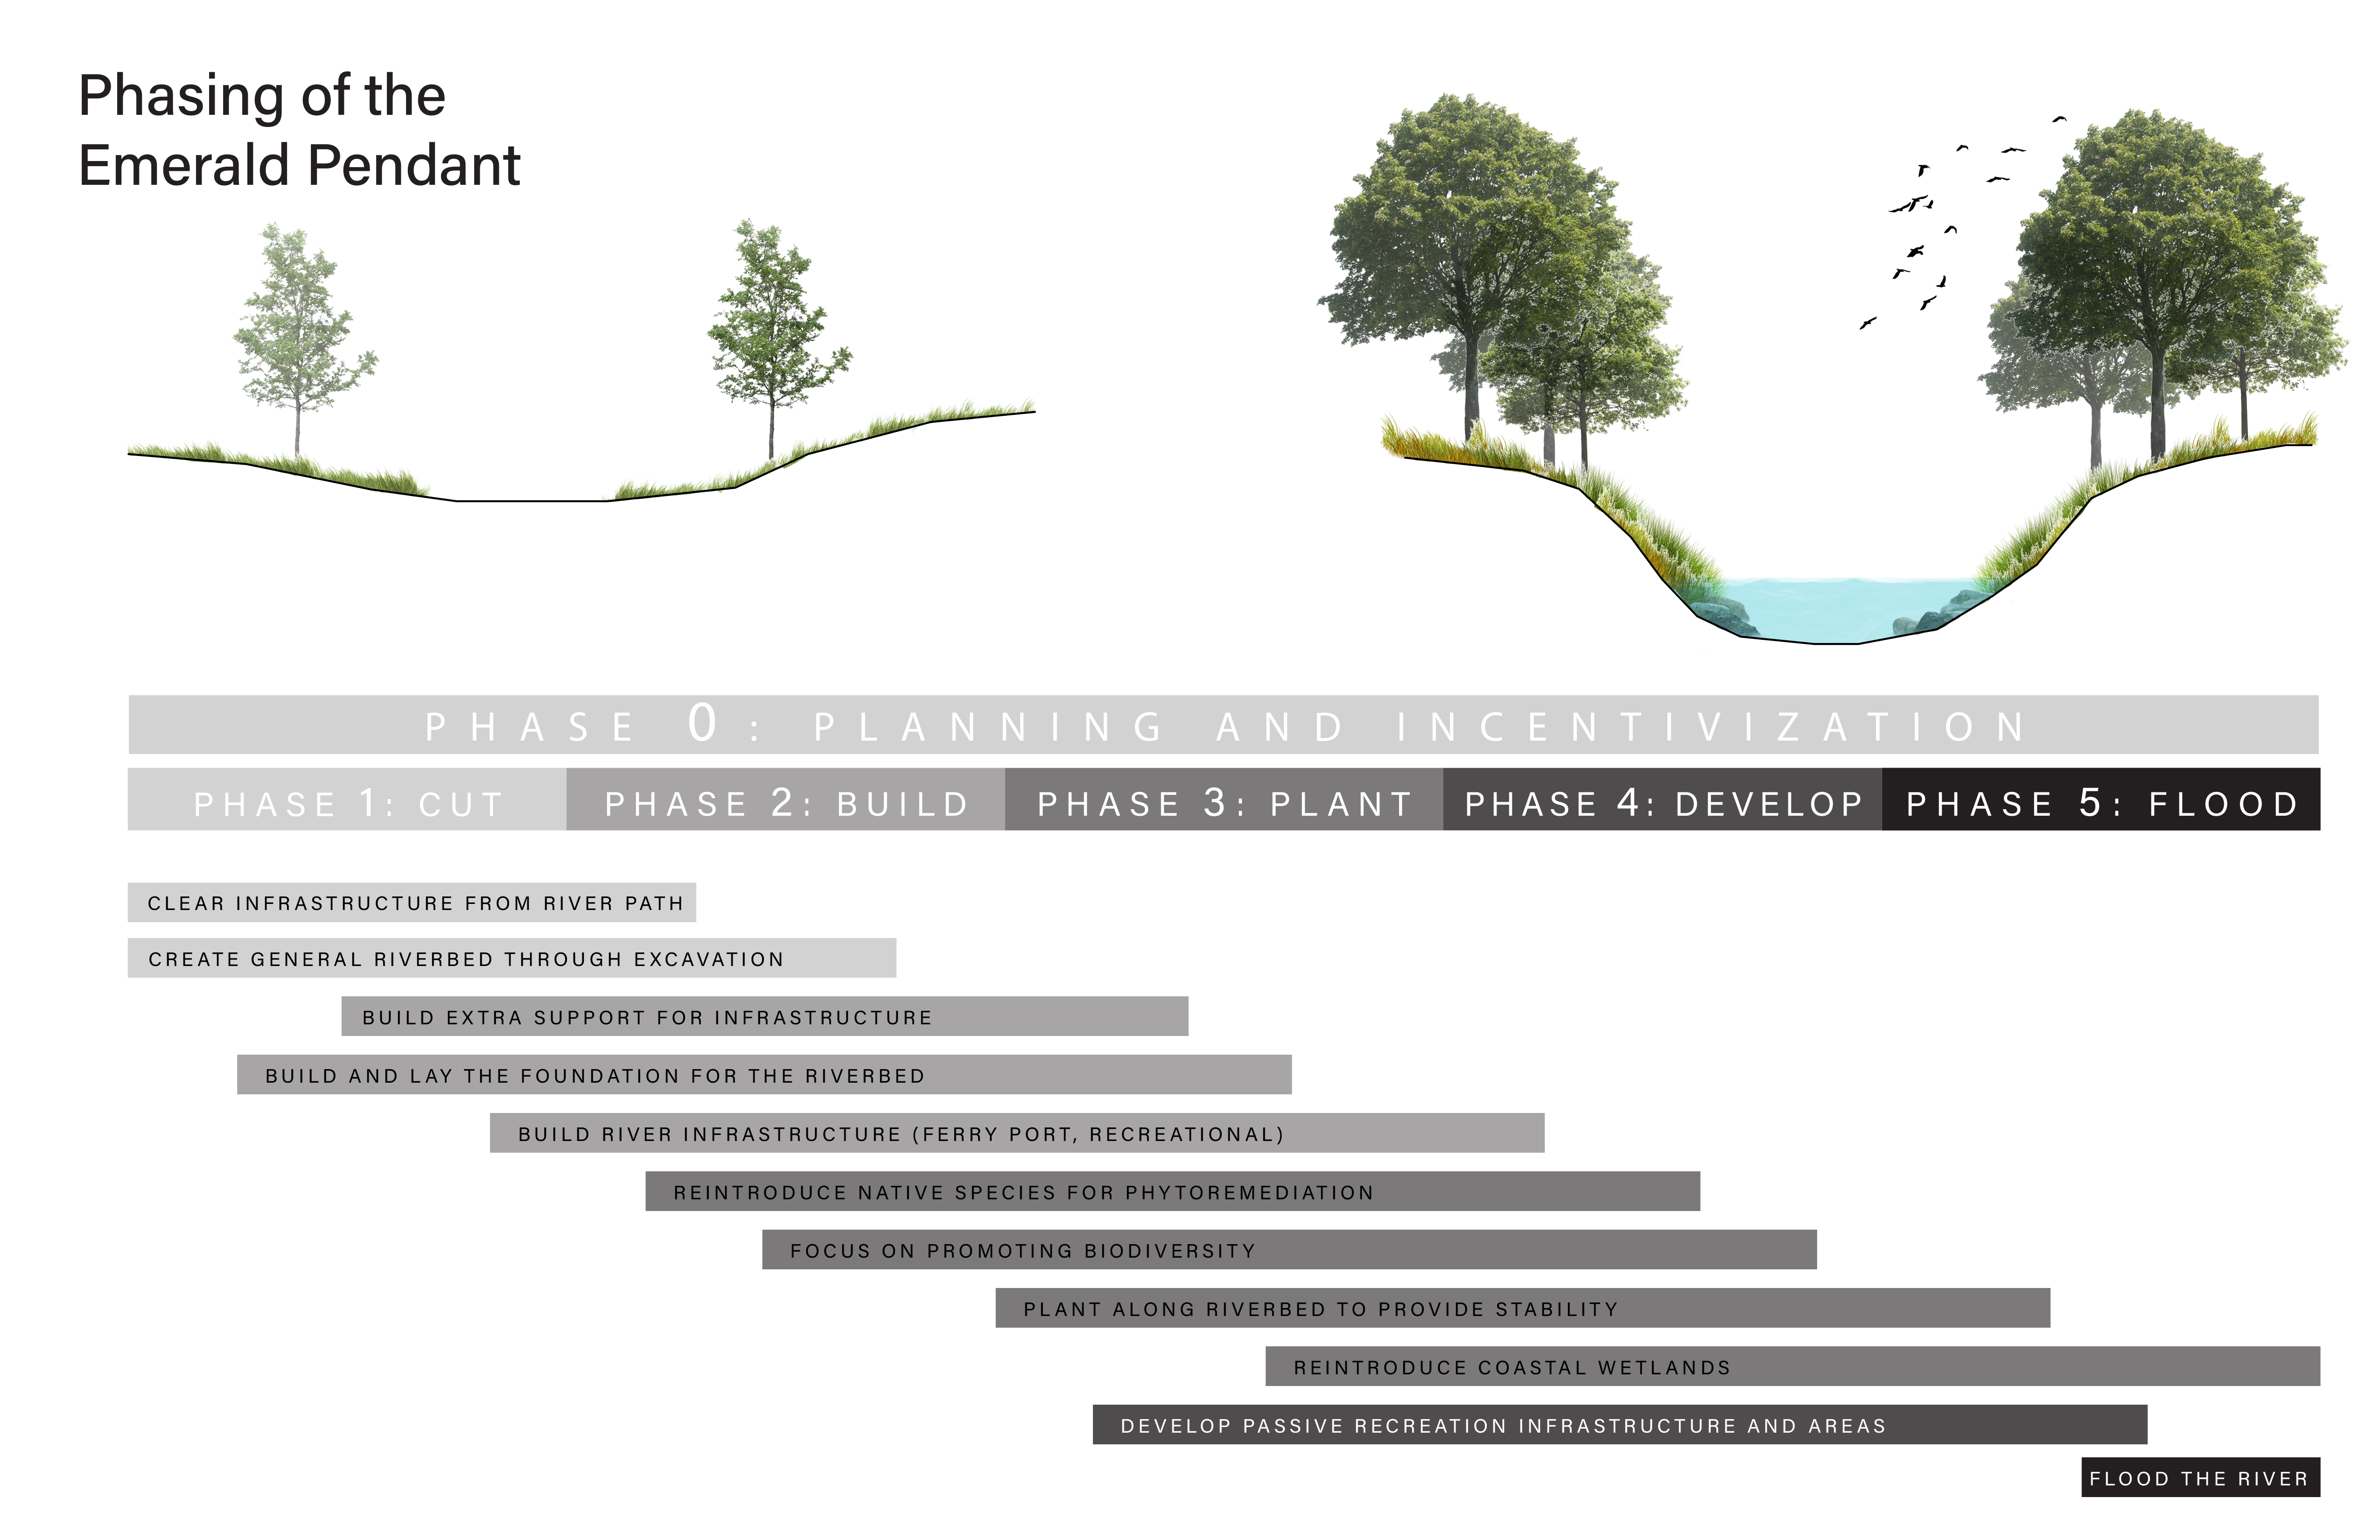 Phasing of the
Emerald Pendant
PHASE 0: PLANNING AND INCENTIVIZATION
PHASE 1: CUT
PHASE 2: BUILD
PHASE 3: PLANT
PHASE 4: DEVELOP
PHASE 5: FLOOD
CLEAR INFRASTRUCTURE FROM RIVER PATH
CREATE GENERAL RIVERBED THROUGH EXCAVATION
BUILD EXTRA SUPPORT FOR INFRASTRUCTURE
BUILD AND LAY THE FOUNDATION FOR THE RIVERBED
BUILD RIVER INFRASTRUCTURE (FERRY PORT, RECREATIONAL)
REINTRODUCE NATIVE SPECIES FOR PHYTOREMEDIATION
FOCUS ON PROMOTING BIODIVERSITY
PLANT ALONG RIVERBED TO PROVIDE STABILITY
REINTRODUCE COASTAL WETLANDS
DEVELOP PASSIVE RECREATION INFRASTRUCTURE AND AREAS
FLOOD THE RIVER